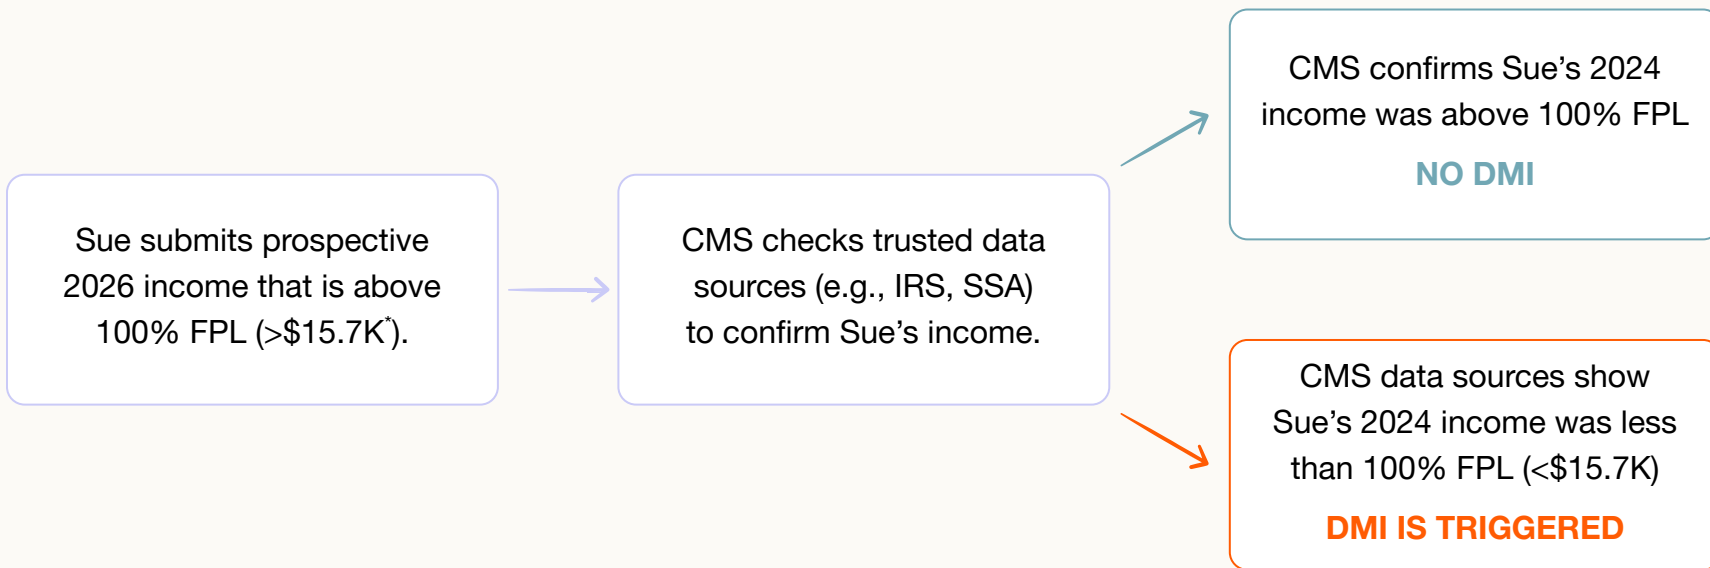 Sue submits prospective
2026 income that is above
100% FPL (>$15.7K*).
CMS checks trusted data
sources (e.g., IRS, SSA)
to confirm Sue’s income.
CMS confirms Sue’s 2024
income was above 100% FPL
NO DMI
CMS data sources show
Sue’s 2024 income was less
than 100% FPL (<$15.7K)
DMI IS TRIGGERED